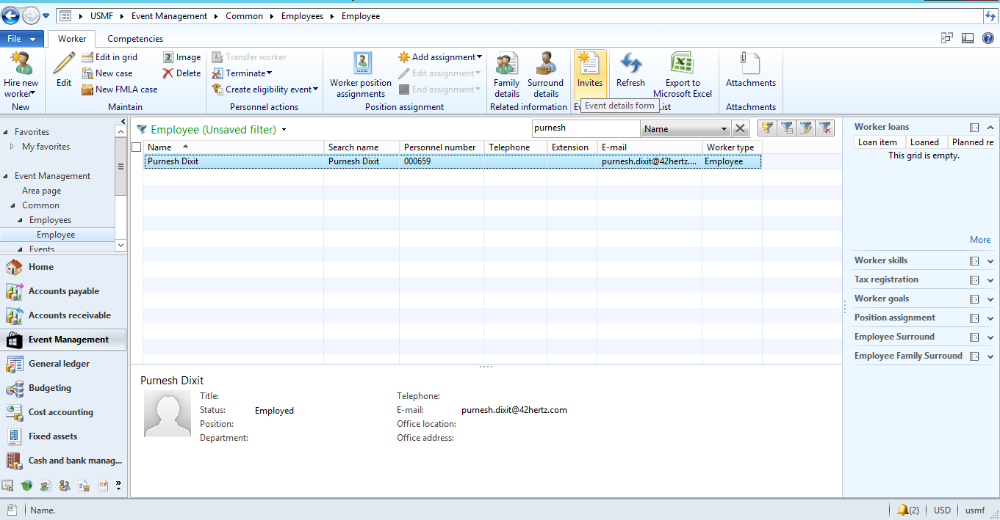 USMF ▸ Event Management ▸ Common ▸ Employees ▸ Employee
File Worker Competencies
Hire new worker
New
Edit
Edit in grid
New case
New FMLA case
Image
Delete
Maintain
Transfer worker
Terminate
Create eligibility event
Personnel actions
Worker position assignments
Add assignment
Edit assignment
End assignment
Position assignment
Family details
Surround details
Related information
Invites
Refresh
Export to Microsoft Excel
List
Event details form
Attachments
Attachments
Favorites
My favorites
Event Management
Area page
Common
Employees
Employee
Events
Home
Accounts payable
Accounts receivable
Event Management
General ledger
Budgeting
Cost accounting
Fixed assets
Cash and bank manag...
Employee (Unsaved filter)
purnesh Name
Name Search name Personnel number Telephone Extension E-mail Worker type
Purnesh Dixit Purnesh Dixit 000659 purnesh.dixit@42hertz.... Employee
Purnesh Dixit
Title:
Status: Employed
Position:
Department:
Telephone:
E-mail: purnesh.dixit@42hertz.com
Office location:
Office address:
Worker loans
Loan item Loaned Planned re
This grid is empty.
More
Worker skills
Tax registration
Worker goals
Position assignment
Employee Surround
Employee Family Surround
Name. (2) USD usmf